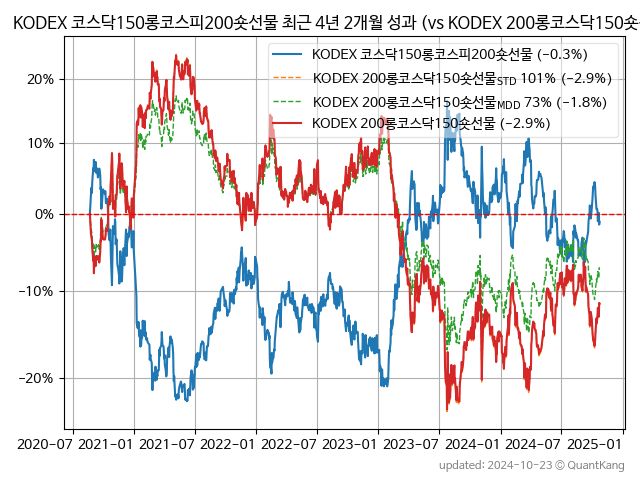 KODEX 코스닥150롱코스피200숏선물 최근 4년 2개월 성과 (vs KODEX 200롱코스닥150숏선
KODEX 코스닥150롱코스피200숏선물 (−0.3%)
KODEX 200롱코스닥150숏선물STD 101% (−2.9%)
KODEX 200롱코스닥150숏선물MDD 73% (−1.8%)
KODEX 200롱코스닥150숏선물 (−2.9%)
20%
10%
0%
−10%
−20%
2020-07 2021-01 2021-07 2022-01 2022-07 2023-01 2023-07 2024-01 2024-07 2025-01
updated: 2024-10-23 ⓒ QuantKang